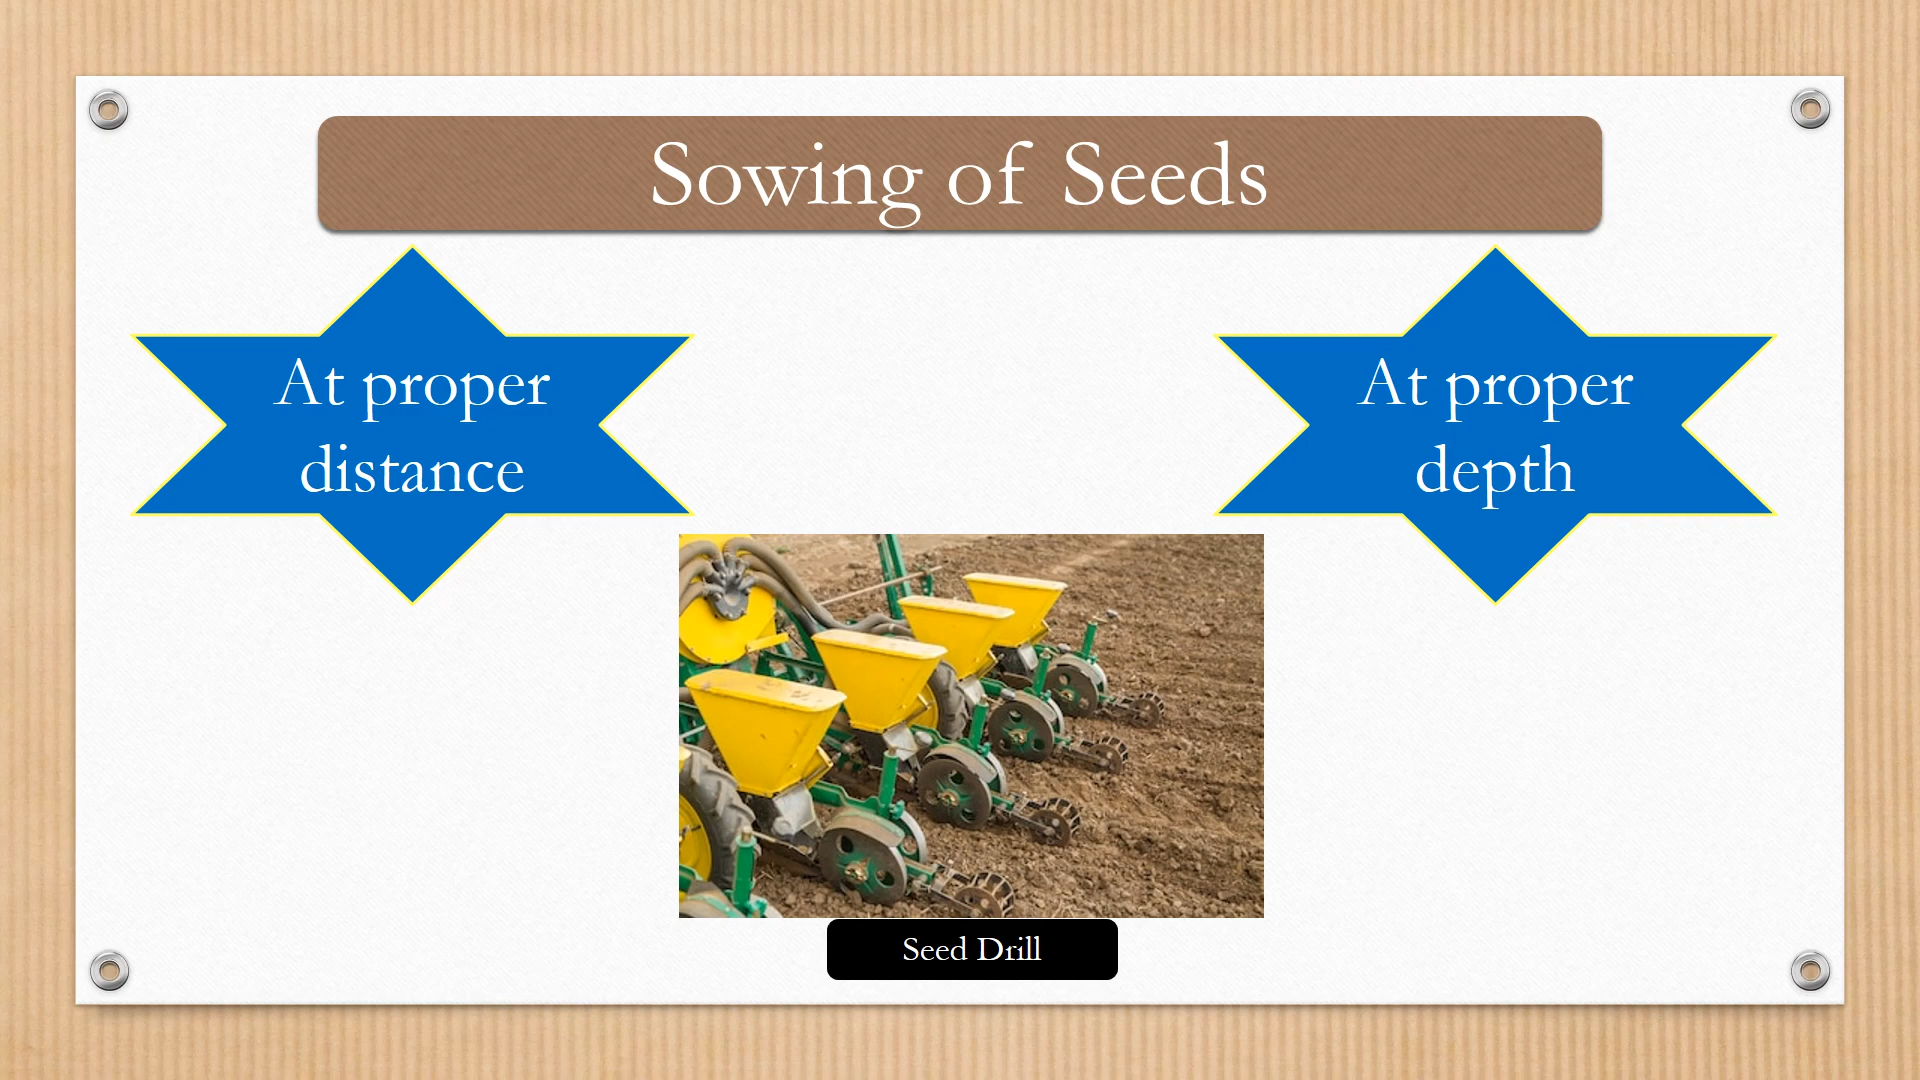 Sowing of Seeds
At proper
distance
At proper
depth
Seed Drill